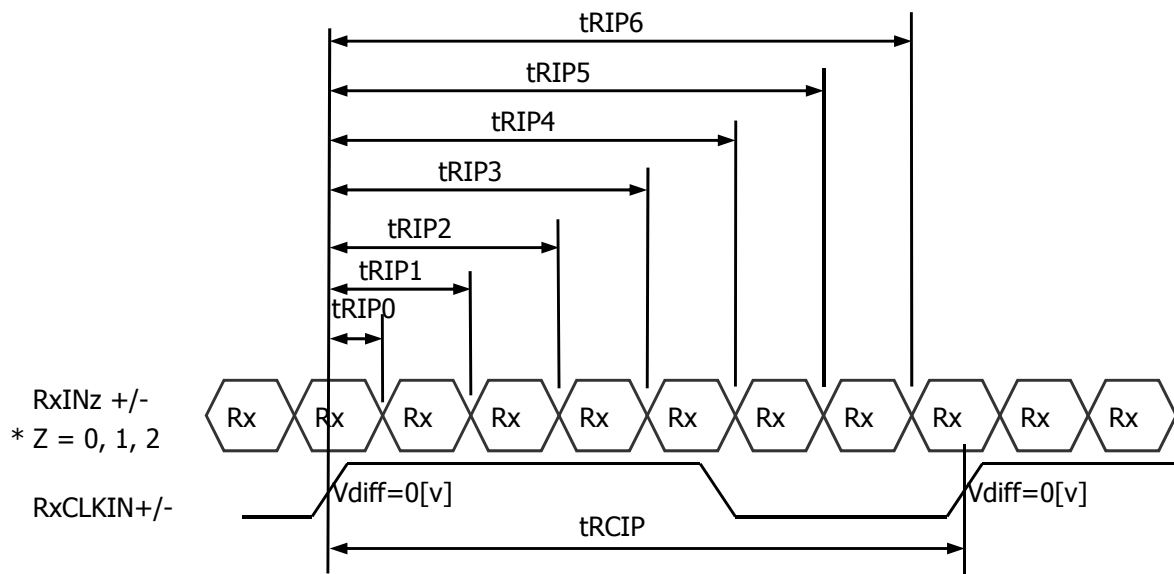 tRIP6
tRIP5
tRIP4
tRIP3
tRIP2
tRIP1
tRIP0
RxINz +/-
* Z = 0, 1, 2
Rx Rx Rx Rx Rx Rx Rx Rx Rx Rx Rx
RxCLKIN+/-
Vdiff=0[v] Vdiff=0[v]
tRCIP